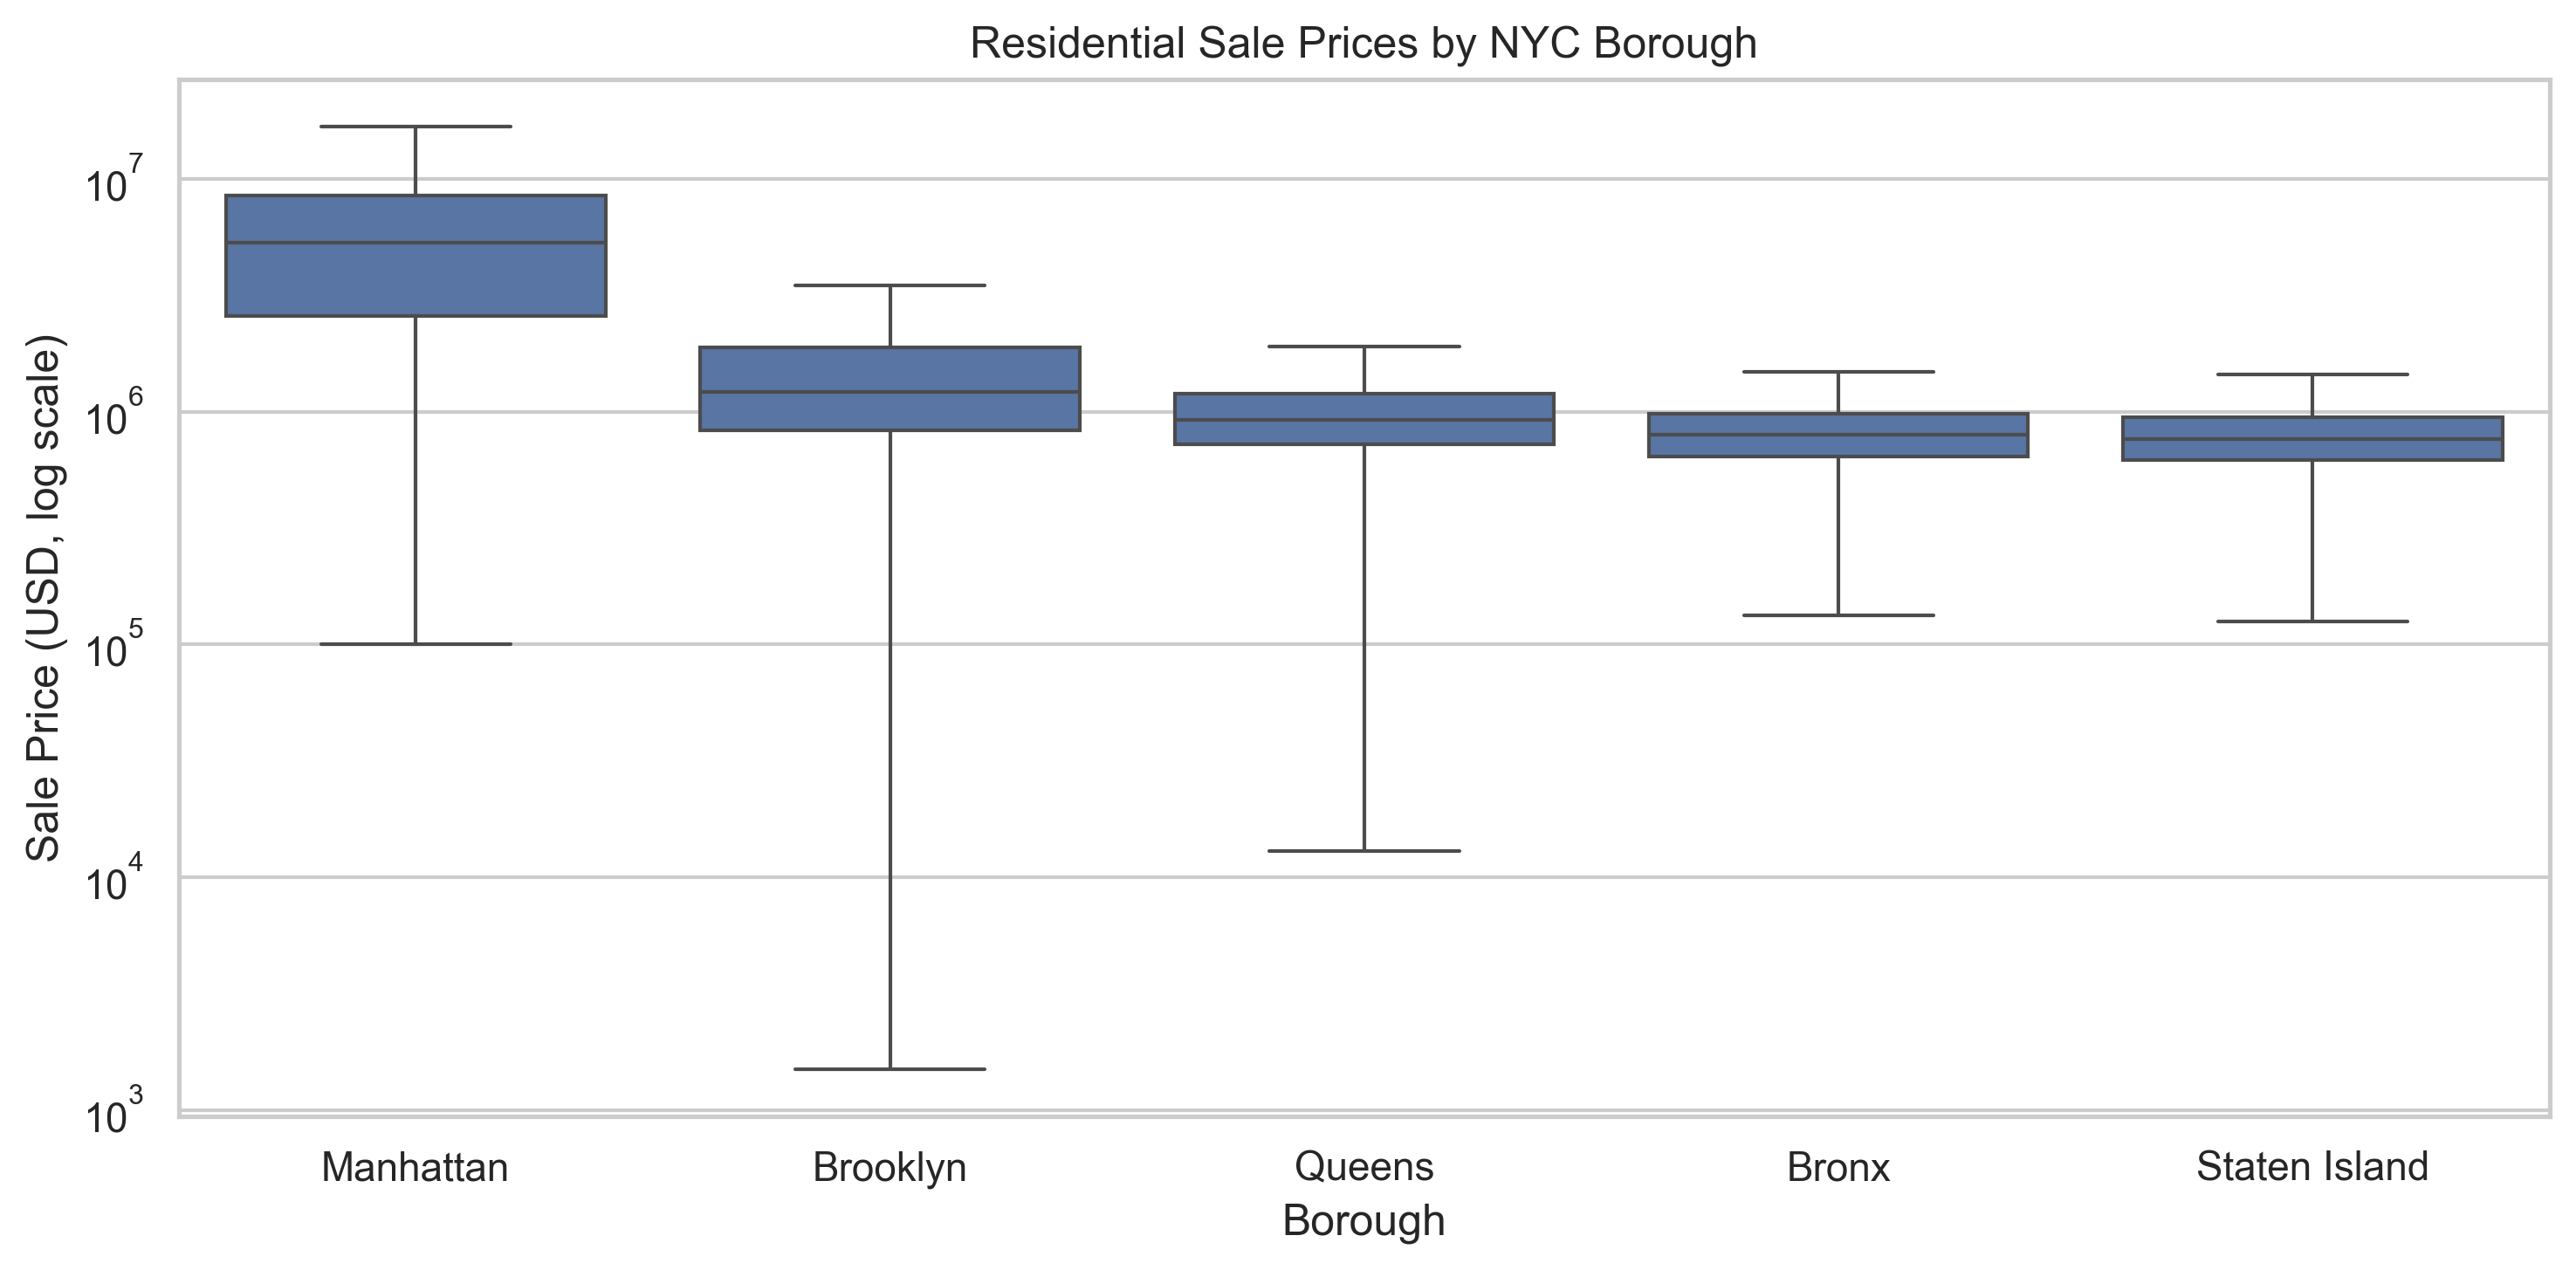 Residential Sale Prices by NYC Borough
Sale Price (USD, log scale)
10^7
10^6
10^5
10^4
10^3
Manhattan Brooklyn Queens Bronx Staten Island
Borough